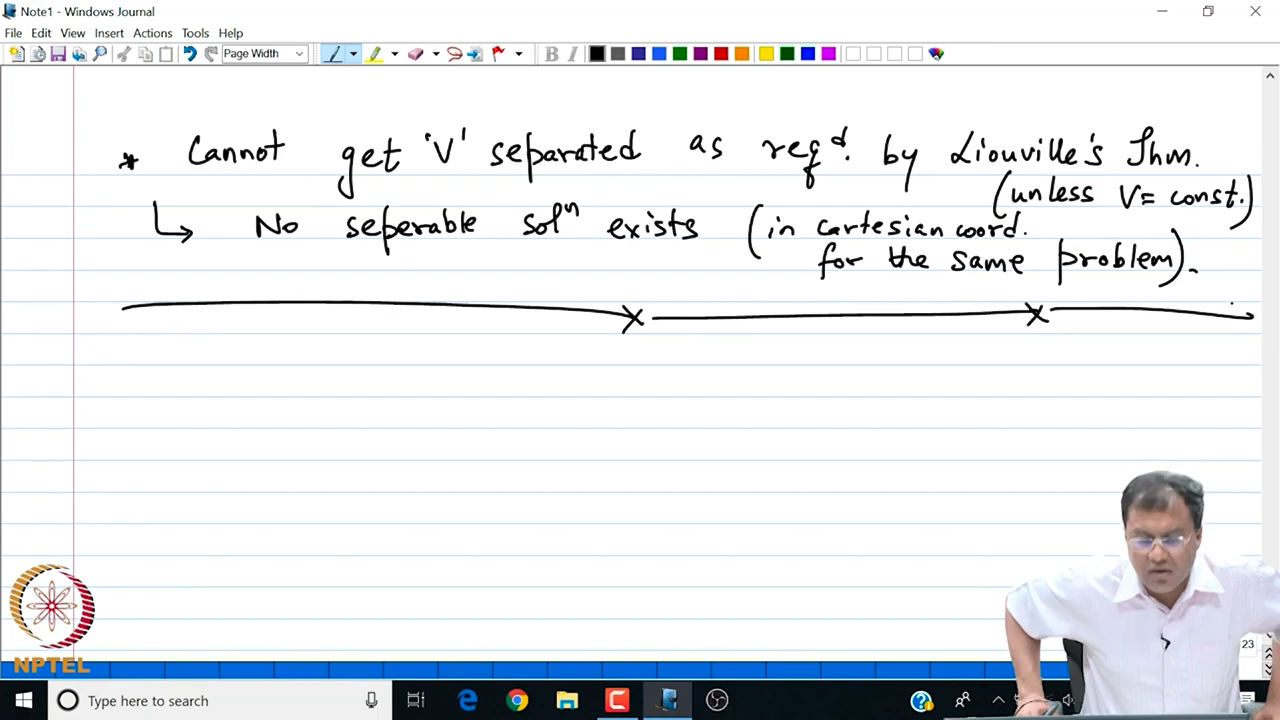 Note1 - Windows Journal
File Edit View Insert Actions Tools Help
Page Width
B I
* Cannot get 'V' separated as reqd. by Liouville's Thm.
(unless V= const.)
↳ No seperable solⁿ exists (in cartesian coord.
for the same problem).
NPTEL
23
Type here to search